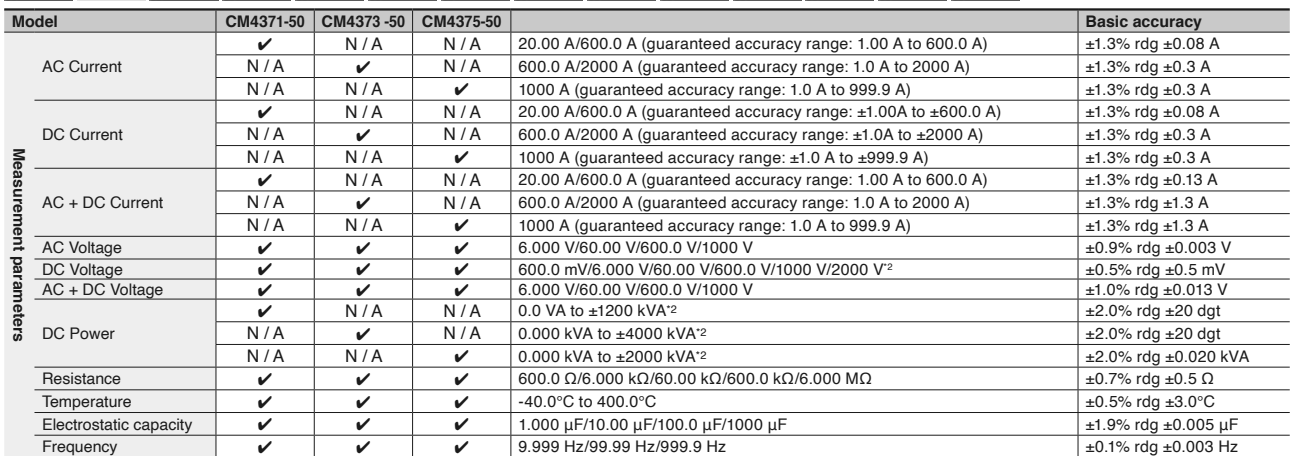 Model CM4371-50 CM4373 -50 CM4375-50 Basic accuracy
Measurement parameters
AC Current ✔ N / A N / A 20.00 A/600.0 A (guaranteed accuracy range: 1.00 A to 600.0 A) ±1.3% rdg ±0.08 A
N / A ✔ N / A 600.0 A/2000 A (guaranteed accuracy range: 1.0 A to 2000 A) ±1.3% rdg ±0.3 A
N / A N / A ✔ 1000 A (guaranteed accuracy range: 1.0 A to 999.9 A) ±1.3% rdg ±0.3 A
DC Current ✔ N / A N / A 20.00 A/600.0 A (guaranteed accuracy range: ±1.00A to ±600.0 A) ±1.3% rdg ±0.08 A
N / A ✔ N / A 600.0 A/2000 A (guaranteed accuracy range: ±1.0A to ±2000 A) ±1.3% rdg ±0.3 A
N / A N / A ✔ 1000 A (guaranteed accuracy range: ±1.0 A to ±999.9 A) ±1.3% rdg ±0.3 A
AC + DC Current ✔ N / A N / A 20.00 A/600.0 A (guaranteed accuracy range: 1.00 A to 600.0 A) ±1.3% rdg ±0.13 A
N / A ✔ N / A 600.0 A/2000 A (guaranteed accuracy range: 1.0 A to 2000 A) ±1.3% rdg ±1.3 A
N / A N / A ✔ 1000 A (guaranteed accuracy range: 1.0 A to 999.9 A) ±1.3% rdg ±1.3 A
AC Voltage ✔ ✔ ✔ 6.000 V/60.00 V/600.0 V/1000 V ±0.9% rdg ±0.003 V
DC Voltage ✔ ✔ ✔ 600.0 mV/6.000 V/60.00 V/600.0 V/1000 V/2000 V*2 ±0.5% rdg ±0.5 mV
AC + DC Voltage ✔ ✔ ✔ 6.000 V/60.00 V/600.0 V/1000 V ±1.0% rdg ±0.013 V
DC Power ✔ N / A N / A 0.0 VA to ±1200 kVA*2 ±2.0% rdg ±20 dgt
N / A ✔ N / A 0.000 kVA to ±4000 kVA*2 ±2.0% rdg ±20 dgt
N / A N / A ✔ 0.000 kVA to ±2000 kVA*2 ±2.0% rdg ±0.020 kVA
Resistance ✔ ✔ ✔ 600.0 Ω/6.000 kΩ/60.00 kΩ/600.0 kΩ/6.000 MΩ ±0.7% rdg ±0.5 Ω
Temperature ✔ ✔ ✔ -40.0°C to 400.0°C ±0.5% rdg ±3.0°C
Electrostatic capacity ✔ ✔ ✔ 1.000 µF/10.00 µF/100.0 µF/1000 µF ±1.9% rdg ±0.005 µF
Frequency ✔ ✔ ✔ 9.999 Hz/99.99 Hz/999.9 Hz ±0.1% rdg ±0.003 Hz